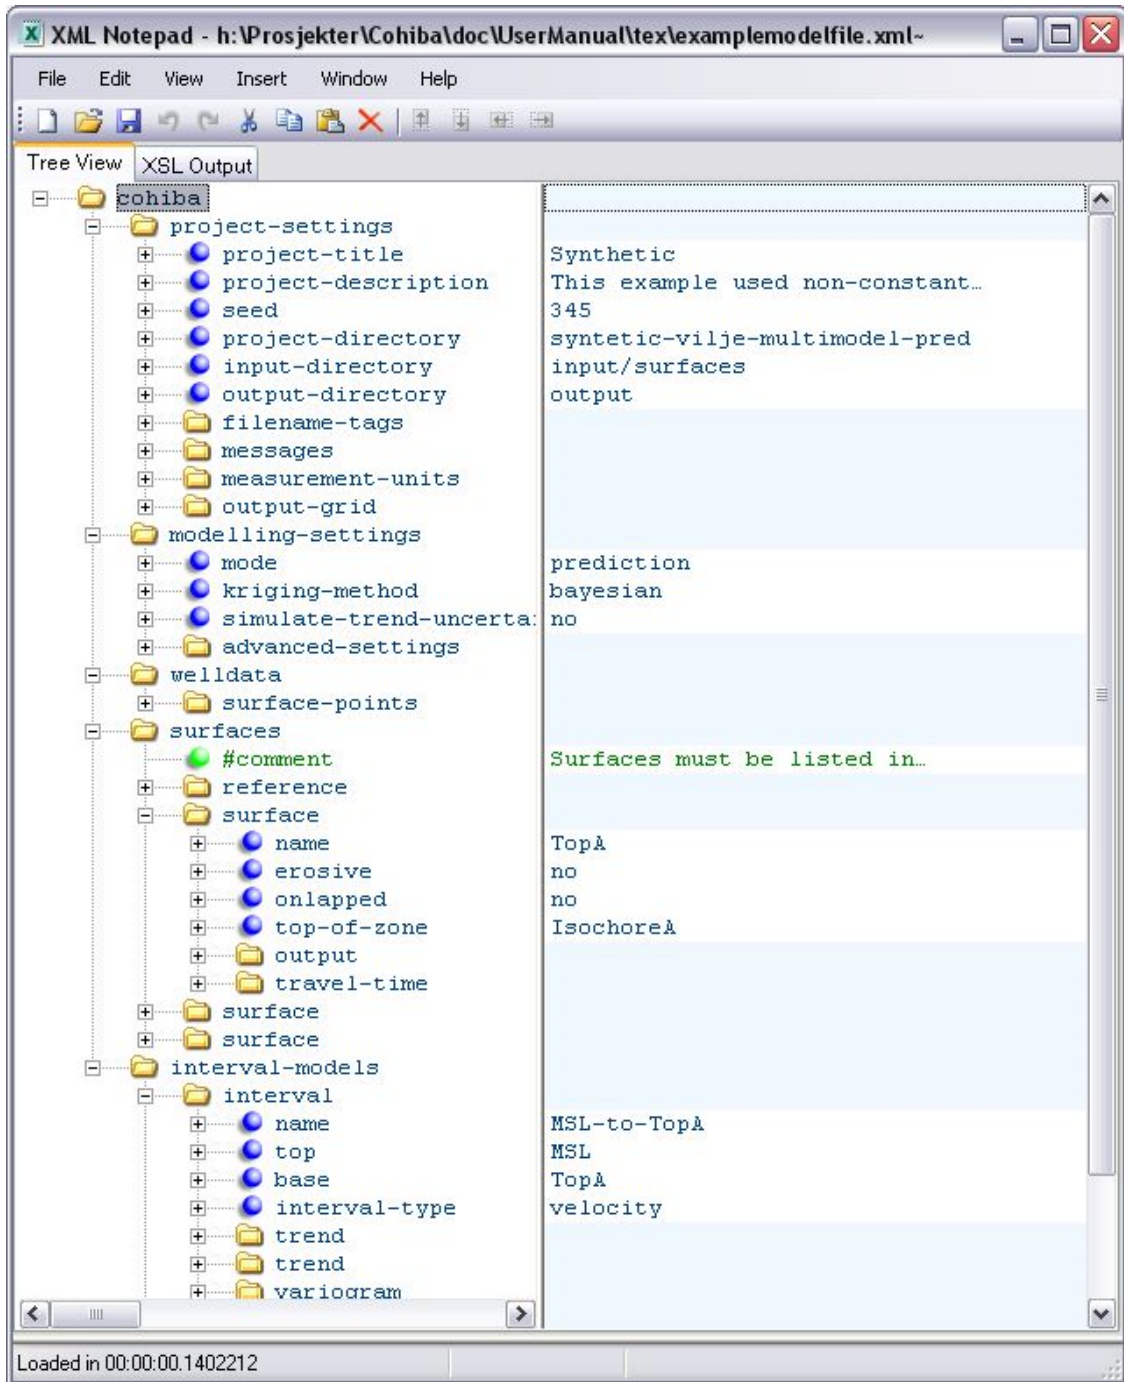 XML Notepad - h:\Prosjekter\Cohiba\doc\UserManual\tex\examplemodelfile.xml~
File Edit View Insert Window Help
Tree View XSL Output
cohiba
project-settings
project-title Synthetic
project-description This example used non-constant…
seed 345
project-directory syntetic-vilje-multimodel-pred
input-directory input/surfaces
output-directory output
filename-tags
messages
measurement-units
output-grid
modelling-settings
mode prediction
kriging-method bayesian
simulate-trend-uncerta: no
advanced-settings
welldata
surface-points
surfaces
#comment Surfaces must be listed in…
reference
surface
name TopA
erosive no
onlapped no
top-of-zone IsochoreA
output
travel-time
surface
surface
interval-models
interval
name MSL-to-TopA
top MSL
base TopA
interval-type velocity
trend
trend
variogram
Loaded in 00:00:00.1402212